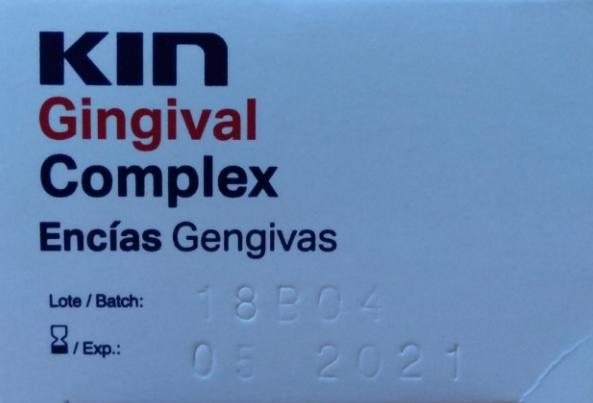 KIN
Gingival
Complex
Encías Gengivas
Lote / Batch: 18B04
/ Exp.: 05 2021